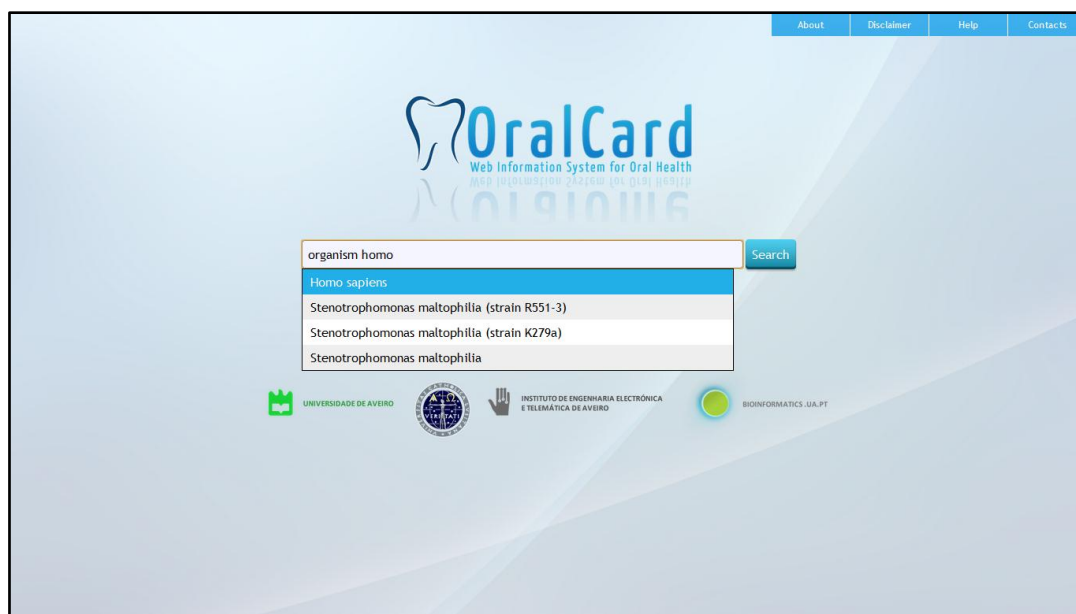 About Disclaimer Help Contacts
OralCard
Web Information System for Oral Health
organism homo
Search
Homo sapiens
Stenotrophomonas maltophilia (strain R551-3)
Stenotrophomonas maltophilia (strain K279a)
Stenotrophomonas maltophilia
UNIVERSIDADE DE AVEIRO
INSTITUTO DE ENGENHARIA ELECTRÓNICA
E TELEMÁTICA DE AVEIRO
BIOINFORMATICS .UA.PT